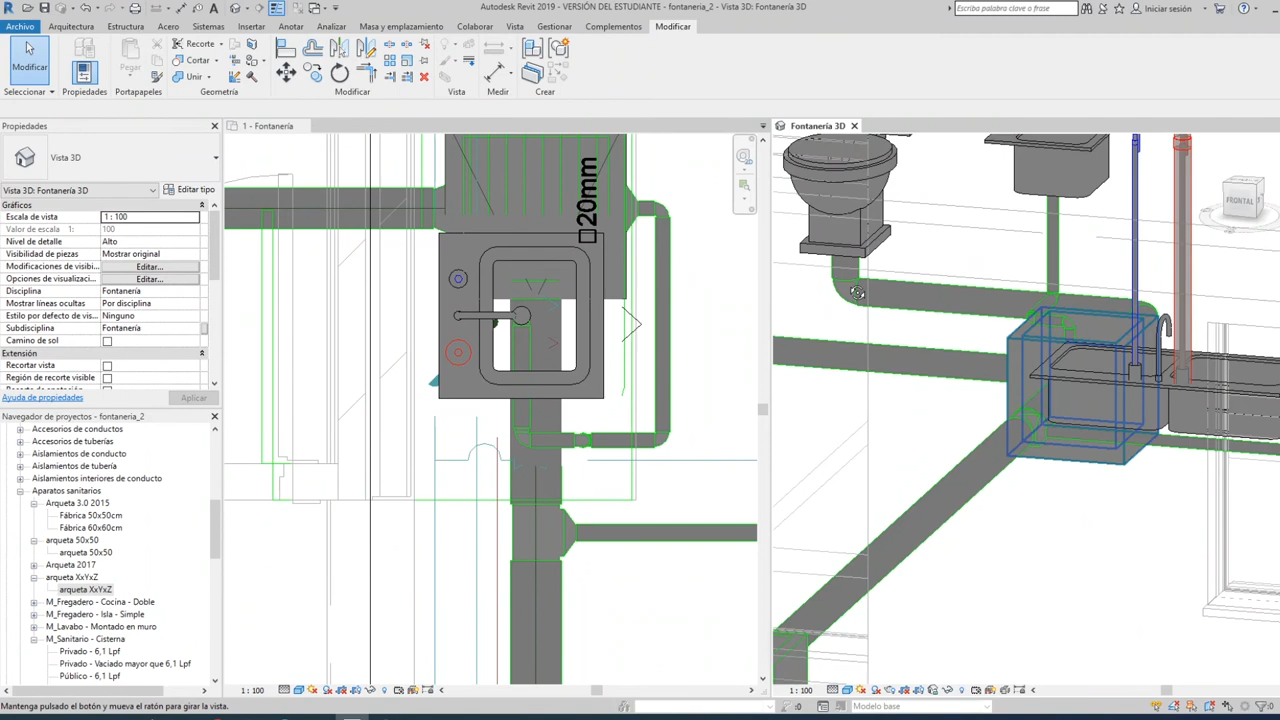 Autodesk Revit 2019 - VERSIÓN DEL ESTUDIANTE - fontaneria_2 - Vista 3D: Fontanería 3D
Escriba palabra clave o frase
Iniciar sesión
Archivo Arquitectura Estructura Acero Sistemas Insertar Anotar Analizar Masa y emplazamiento Colaborar Vista Gestionar Complementos Modificar
Modificar
Propiedades
Pegar
Recorte
Cortar
Unir
Seleccionar Propiedades Portapapeles Geometría Modificar Vista Medir Crear
Propiedades
1 - Fontanería
Fontanería 3D
Vista 3D
Vista 3D: Fontanería 3D
Editar tipo
Gráficos
Escala de vista 1 : 100
Valor de escala 1: 100
Nivel de detalle Alto
Visibilidad de piezas Mostrar original
Modificaciones de visibi... Editar...
Opciones de visualizaci... Editar...
Disciplina Fontanería
Mostrar líneas ocultas Por disciplina
Estilo por defecto de vis... Ninguno
Subdisciplina Fontanería
Camino de sol
Extensión
Recortar vista
Región de recorte visible
Ayuda de propiedades
Aplicar
Navegador de proyectos - fontaneria_2
Accesorios de conductos
Accesorios de tuberías
Aislamientos de conducto
Aislamientos de tubería
Aislamientos interiores de conducto
Aparatos sanitarios
Arqueta 3.0 2015
Fábrica 50x50cm
Fábrica 60x60cm
arqueta 50x50
arqueta 50x50
Arqueta 2017
arqueta XxYxZ
arqueta XxYxZ
M_Fregadero - Cocina - Doble
M_Fregadero - Isla - Simple
M_Lavabo - Montado en muro
M_Sanitario - Cisterna
Privado - 6,1 Lpf
Privado - Vaciado mayor que 6,1 Lpf
Público - 6,1 Lpf
20mm
FRONTAL
1 : 100
1 : 100
Mantenga pulsado el botón y mueva el ratón para girar la vista.
:0
Modelo base
:0